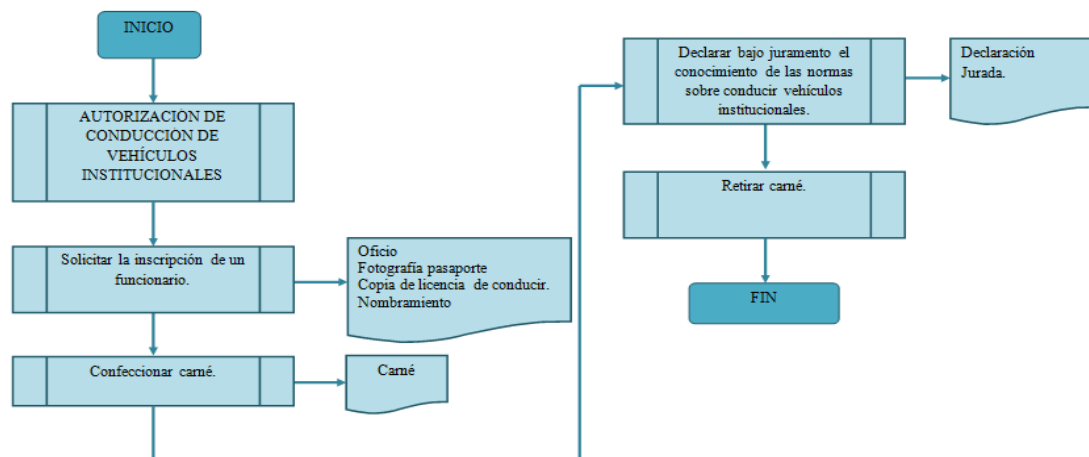 INICIO
AUTORIZACIÓN DE
CONDUCCIÓN DE
VEHÍCULOS
INSTITUCIONALES
Solicitar la inscripción de un
funcionario.
Oficio
Fotografía pasaporte
Copia de licencia de conducir.
Nombramiento
Confeccionar carné.
Carné
Declarar bajo juramento el
conocimiento de las normas
sobre conducir vehículos
institucionales.
Declaración
Jurada.
Retirar carné.
FIN